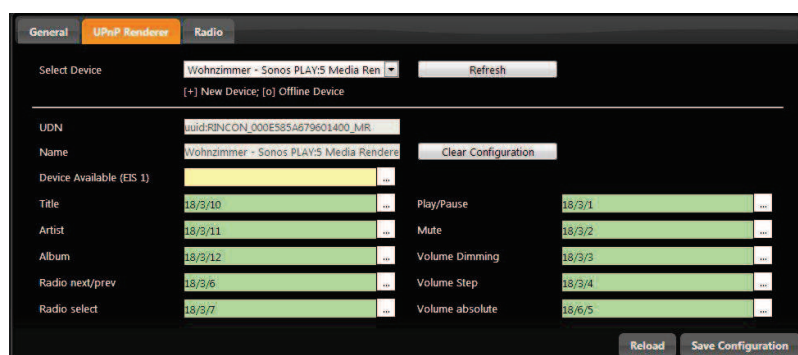 General UPnP Renderer Radio
Select Device Wohnzimmer - Sonos PLAY:5 Media Ren Refresh
[+] New Device; [o] Offline Device
UDN uuid:RINCON_000E585A679601400_MR
Name Wohnzimmer - Sonos PLAY:5 Media Rendere Clear Configuration
Device Available (EIS 1) ...
Title 18/3/10 ... Play/Pause 18/3/1 ...
Artist 18/3/11 ... Mute 18/3/2 ...
Album 18/3/12 ... Volume Dimming 18/3/3 ...
Radio next/prev 18/3/6 ... Volume Step 18/3/4 ...
Radio select 18/3/7 ... Volume absolute 18/6/5 ...
Reload Save Configuration